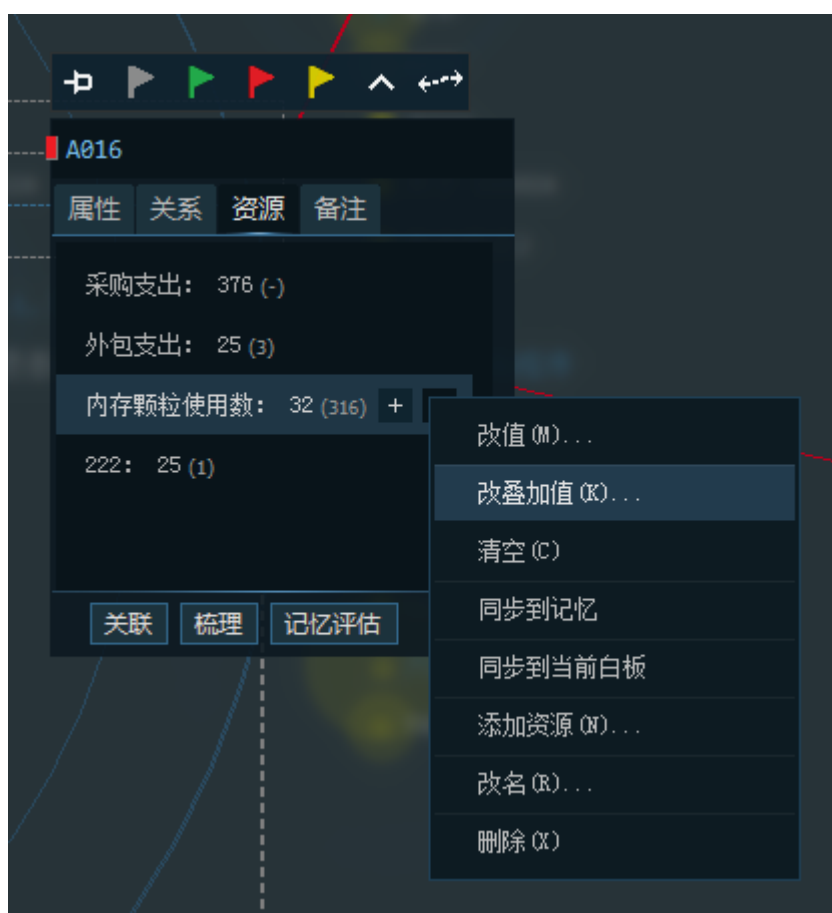 A016
属性 关系 资源 备注
采购支出: 376 (-)
外包支出: 25 (3)
内存颗粒使用数: 32 (316) +
222: 25 (1)
关联 梳理 记忆评估
改值(M)...
改叠加值(K)...
清空(C)
同步到记忆
同步到当前白板
添加资源(N)...
改名(R)...
删除(X)